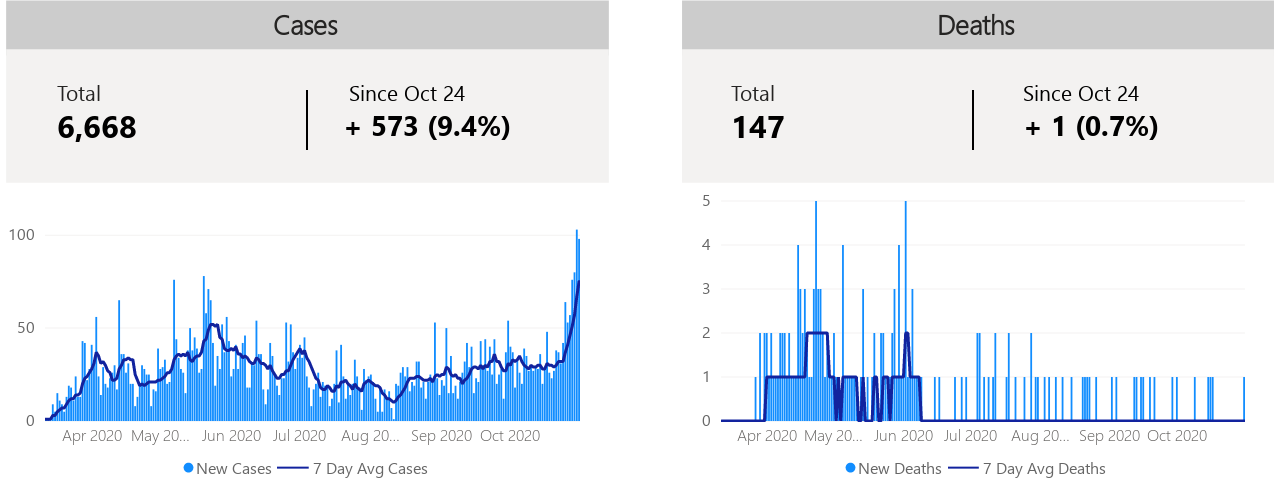 Cases
Total
Since Oct 24
6,668
+ 573 (9.4%)
100
50
0
Apr 2020 May 20... Jun 2020 Jul 2020 Aug 20... Sep 2020 Oct 2020
New Cases 7 Day Avg Cases
Deaths
Total
Since Oct 24
147
+ 1 (0.7%)
5
4
3
2
1
0
Apr 2020 May 20... Jun 2020 Jul 2020 Aug 20... Sep 2020 Oct 2020
New Deaths 7 Day Avg Deaths